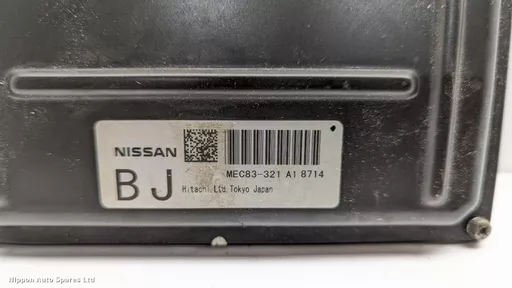 NISSAN
MEC83-321 A1 8714
BJ
Hitachi.Ltd.Tokyo Japan
Nippon Auto Spares Ltd